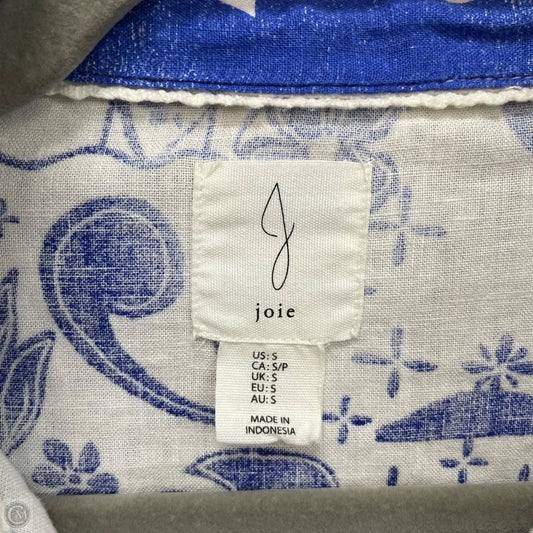 J
joie
US: S
CA: S/P
UK: S
EU: S
AU: S
MADE IN
INDONESIA